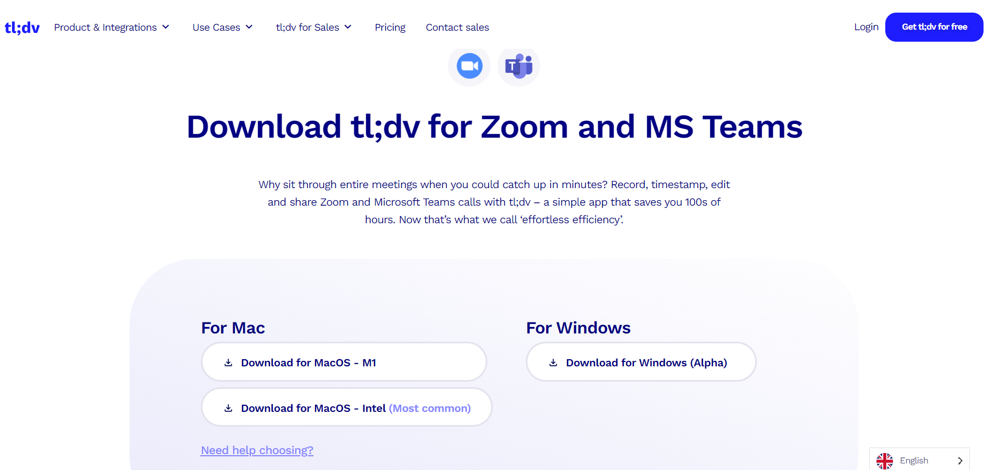 tl;dv Product & Integrations Use Cases tl;dv for Sales Pricing Contact sales Login Get tl;dv for free
T
Download tl;dv for Zoom and MS Teams
Why sit through entire meetings when you could catch up in minutes? Record, timestamp, edit
and share Zoom and Microsoft Teams calls with tl;dv – a simple app that saves you 100s of
hours. Now that’s what we call ‘effortless efficiency’.
For Mac
Download for MacOS - M1
Download for MacOS - Intel (Most common)
Need help choosing?
For Windows
Download for Windows (Alpha)
English